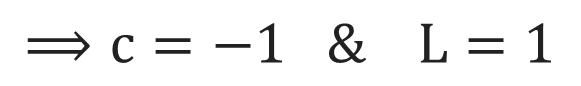 ⟹ c = −1 & L = 1